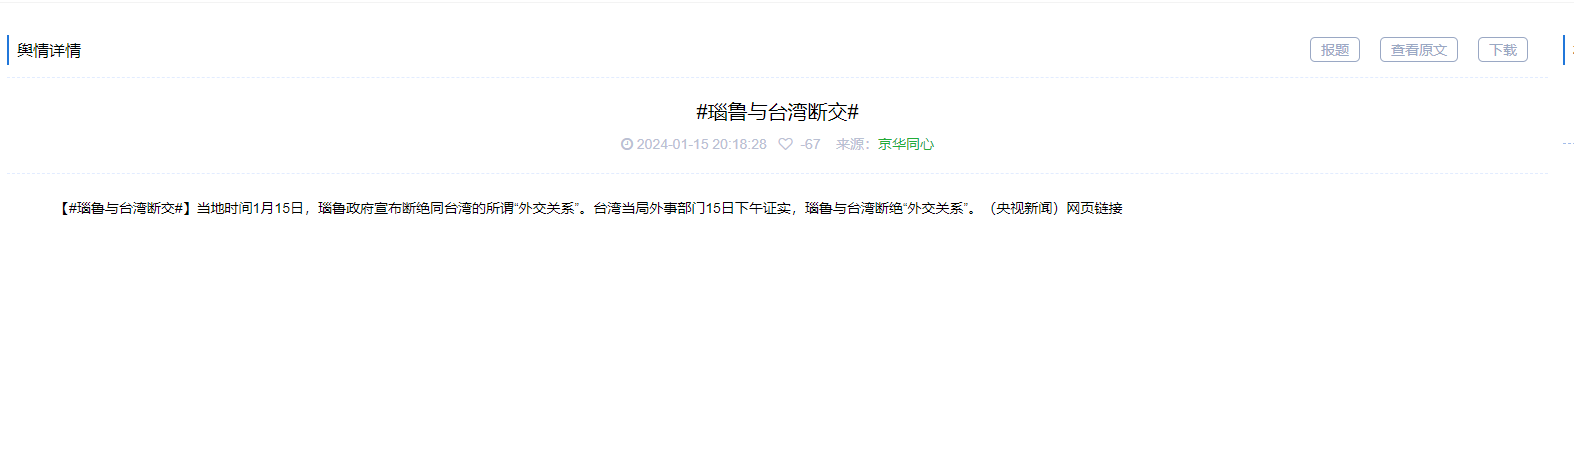 舆情详情 报题 查看原文 下载
#瑙鲁与台湾断交#
2024-01-15 20:18:28 -67 来源：京华同心
【#瑙鲁与台湾断交#】当地时间1月15日，瑙鲁政府宣布断绝同台湾的所谓“外交关系”。台湾当局外事部门15日下午证实，瑙鲁与台湾断绝“外交关系”。（央视新闻）网页链接